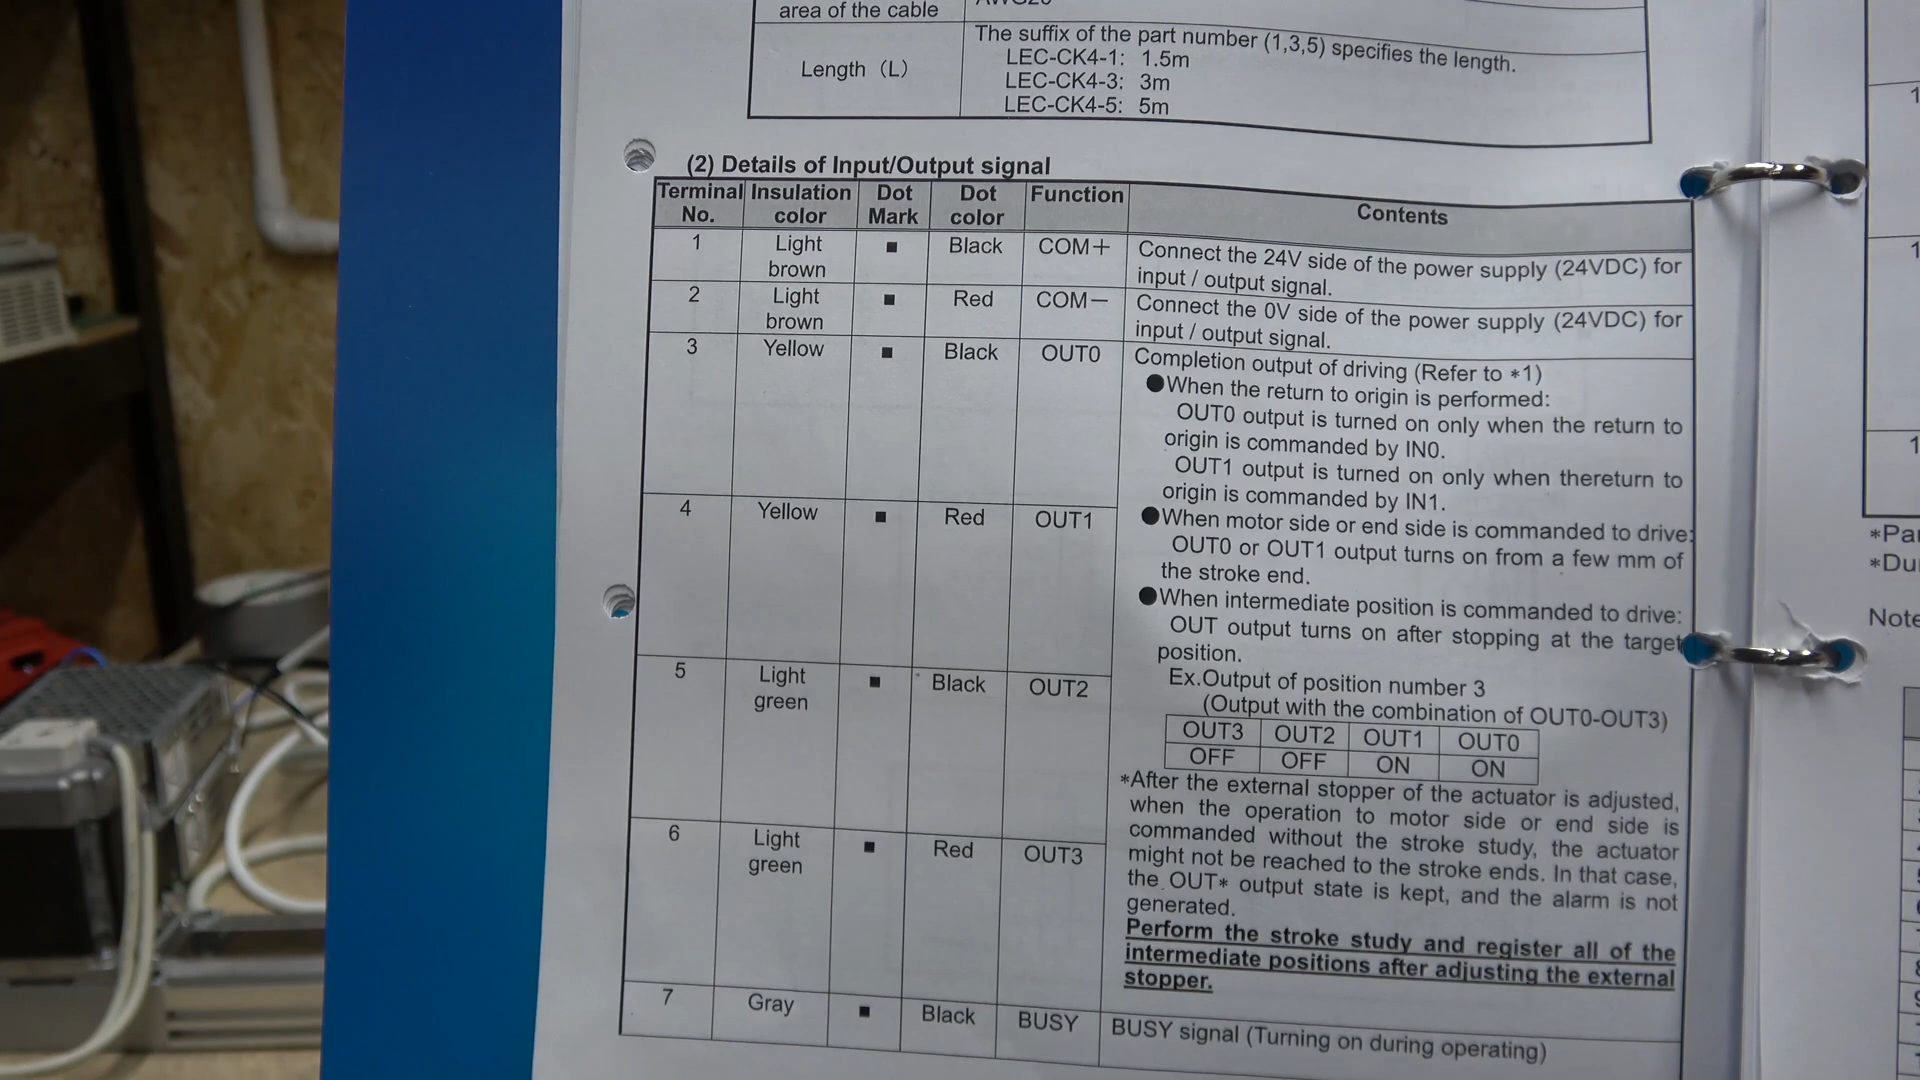 area of the cable
Length（L）
The suffix of the part number (1,3,5) specifies the length.
LEC-CK4-1: 1.5m
LEC-CK4-3: 3m
LEC-CK4-5: 5m
(2) Details of Input/Output signal
Terminal No. Insulation color Dot Mark Dot color Function Contents
1 Light brown ■ Black COM＋ Connect the 24V side of the power supply (24VDC) for
input / output signal.
2 Light brown ■ Red COM－ Connect the 0V side of the power supply (24VDC) for
input / output signal.
3 Yellow ■ Black OUT0 Completion output of driving (Refer to *1)
●When the return to origin is performed:
OUT0 output is turned on only when the return to
origin is commanded by IN0.
OUT1 output is turned on only when thereturn to
origin is commanded by IN1.
4 Yellow ■ Red OUT1
●When motor side or end side is commanded to drive:
OUT0 or OUT1 output turns on from a few mm of
the stroke end.
●When intermediate position is commanded to drive:
OUT output turns on after stopping at the target
position.
5 Light green ■ Black OUT2
Ex.Output of position number 3
(Output with the combination of OUT0-OUT3)
OUT3 OUT2 OUT1 OUT0
OFF OFF ON ON
*After the external stopper of the actuator is adjusted,
when the operation to motor side or end side is
commanded without the stroke study, the actuator
might not be reached to the stroke ends. In that case,
the OUT* output state is kept, and the alarm is not
generated.
6 Light green ■ Red OUT3
Perform the stroke study and register all of the
intermediate positions after adjusting the external
stopper.
7 Gray ■ Black BUSY BUSY signal (Turning on during operating)
Note